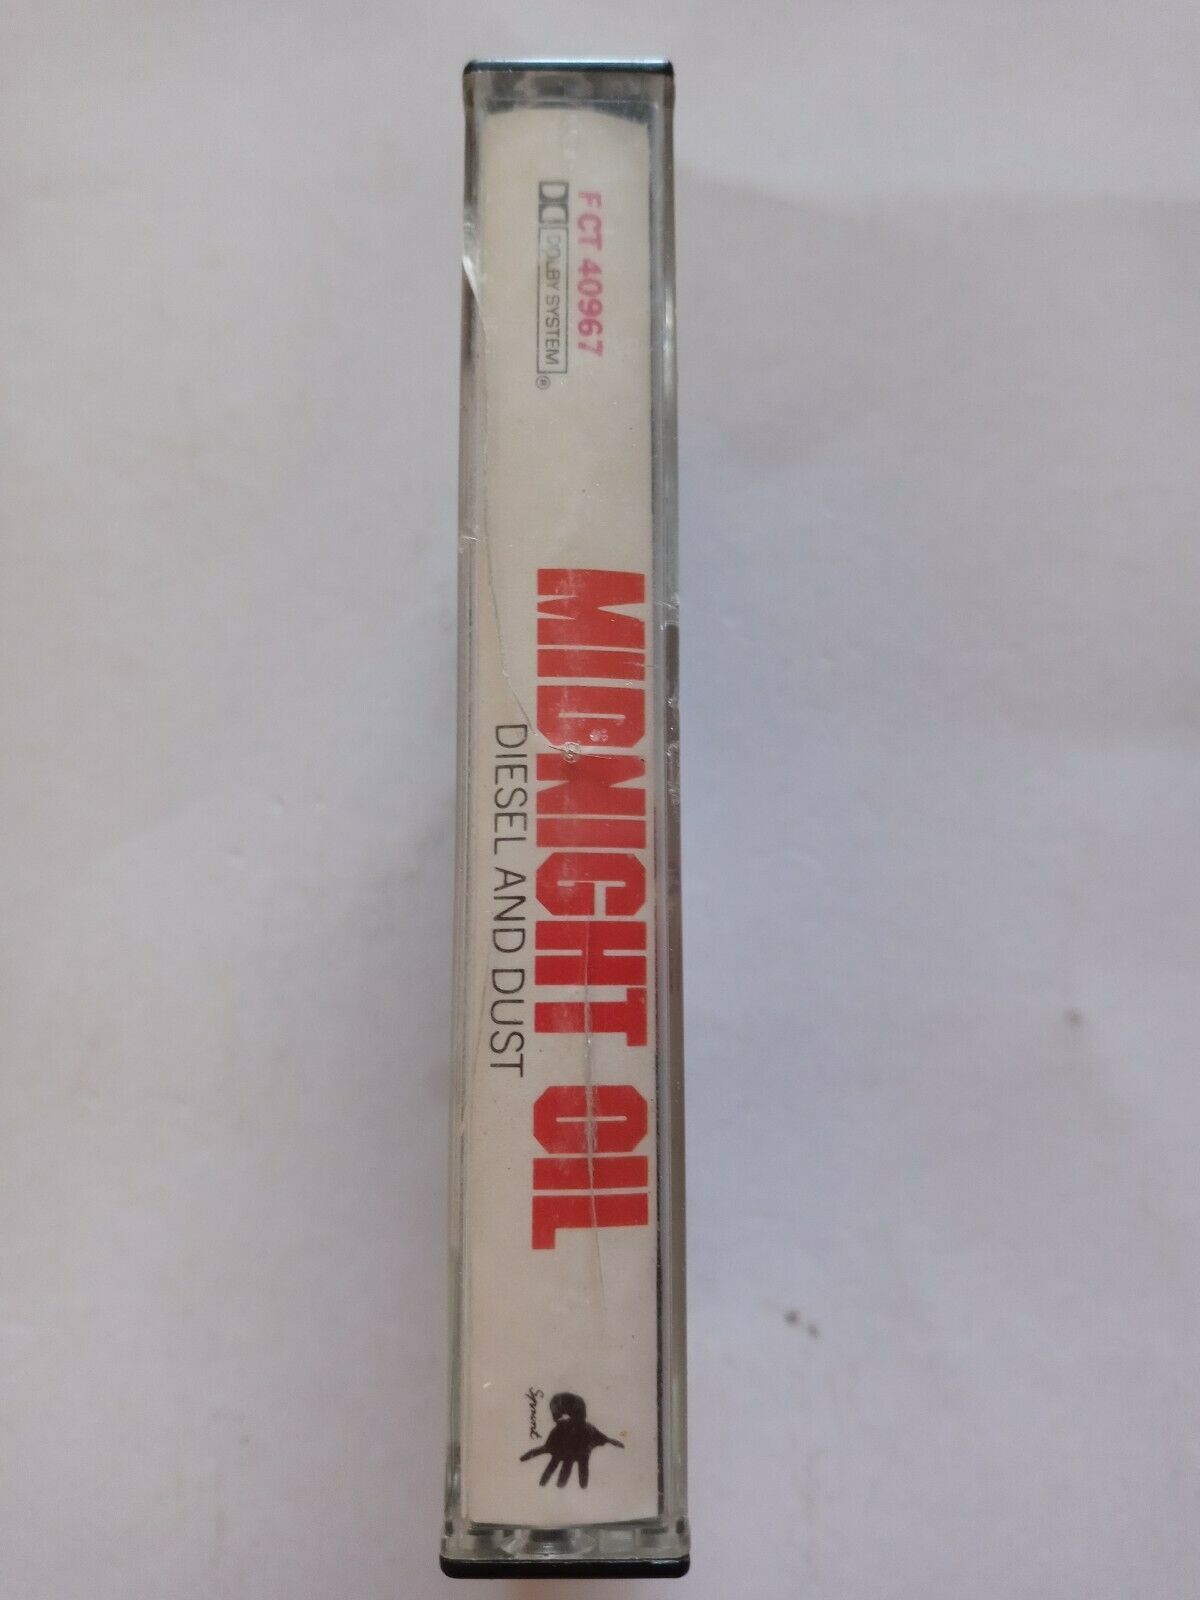 FCT 40967
DOLBY SYSTEM ®
MIDNIGHT OIL
DIESEL AND DUST
Sprint